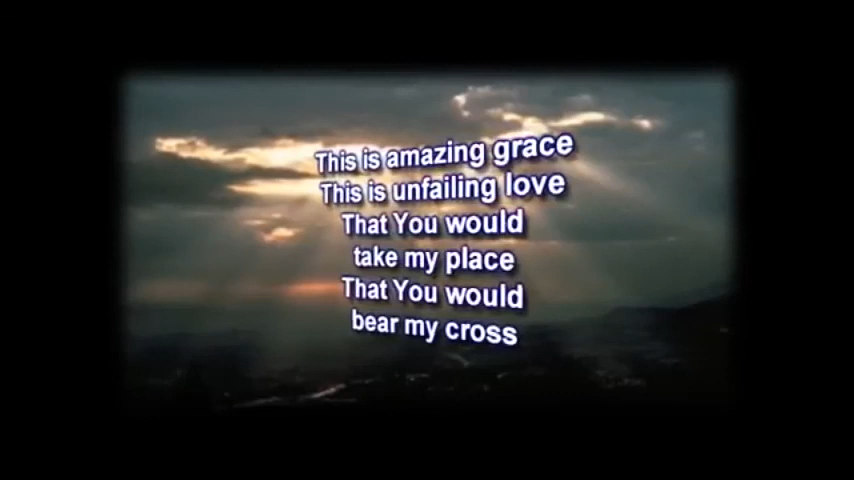 This is amazing grace
This is unfailing love
That You would
take my place
That You would
bear my cross